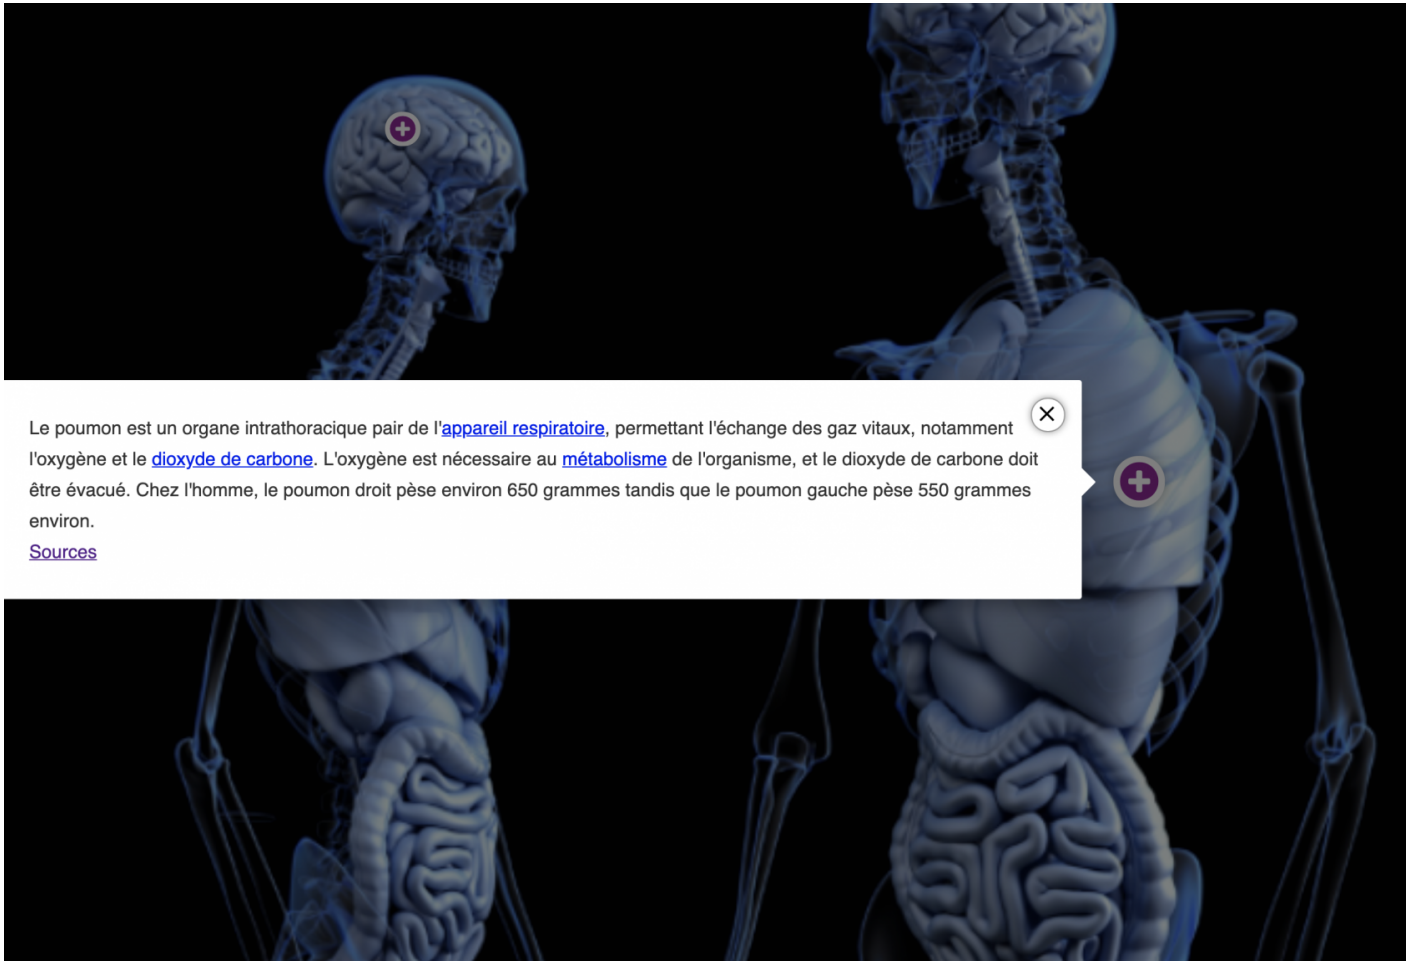 Le poumon est un organe intrathoracique pair de l'appareil respiratoire, permettant l'échange des gaz vitaux, notamment
l'oxygène et le dioxyde de carbone. L'oxygène est nécessaire au métabolisme de l'organisme, et le dioxyde de carbone doit
être évacué. Chez l'homme, le poumon droit pèse environ 650 grammes tandis que le poumon gauche pèse 550 grammes
environ.
Sources